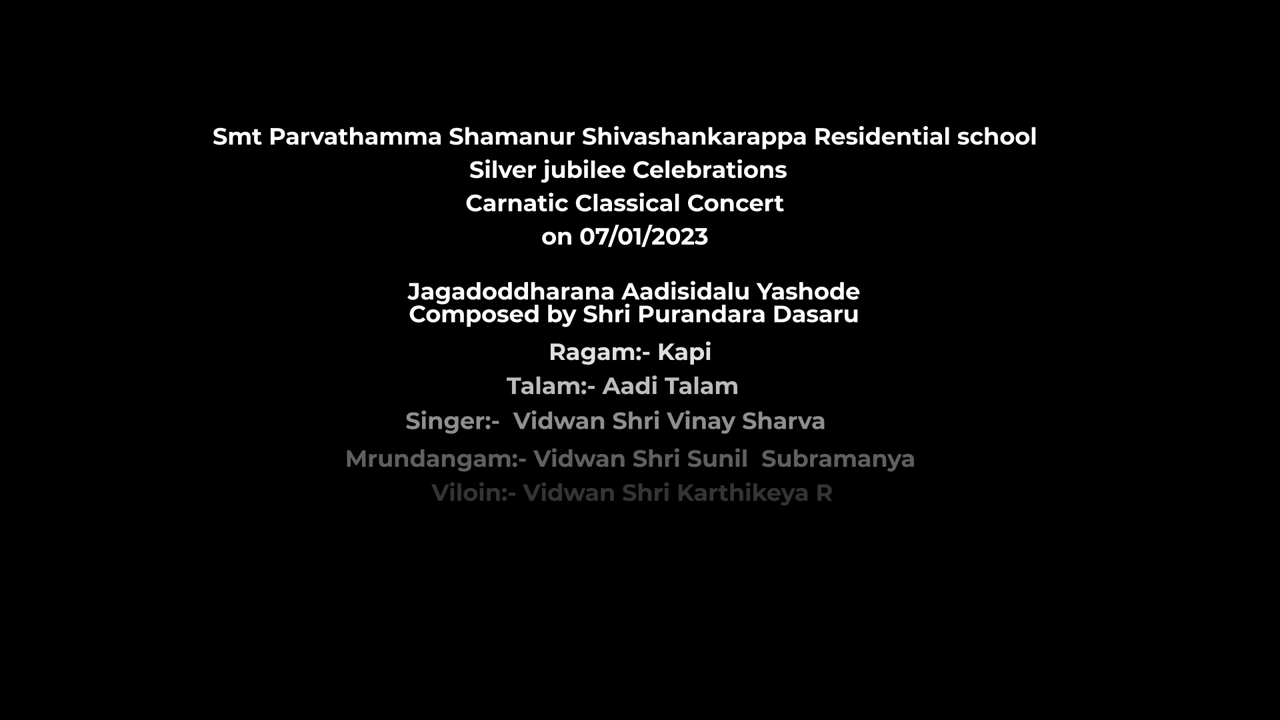 Smt Parvathamma Shamanur Shivashankarappa Residential school
Silver jubilee Celebrations
Carnatic Classical Concert
on 07/01/2023
Jagadoddharana Aadisidalu Yashode
Composed by Shri Purandara Dasaru
Ragam:- Kapi
Talam:- Aadi Talam
Singer:-  Vidwan Shri Vinay Sharva
Mrundangam:- Vidwan Shri Sunil  Subramanya
Viloin:- Vidwan Shri Karthikeya R